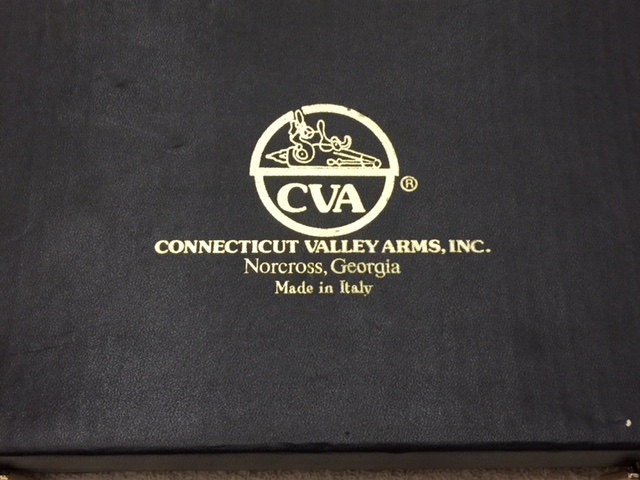 CVA®
CONNECTICUT VALLEY ARMS, INC.
Norcross, Georgia
Made in Italy